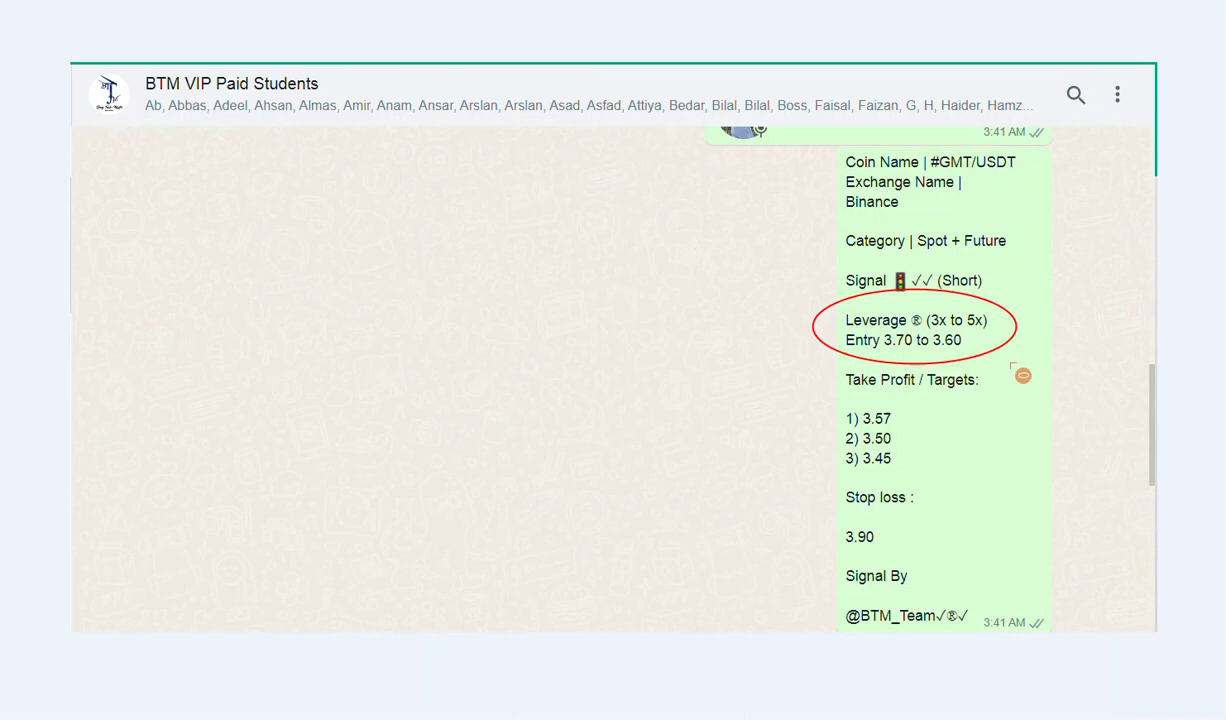 BTM VIP Paid Students
Ab, Abbas, Adeel, Ahsan, Almas, Amir, Anam, Ansar, Arslan, Arslan, Asad, Asfad, Attiya, Bedar, Bilal, Bilal, Boss, Faisal, Faizan, G, H, Haider, Hamz...
3:41 AM
Coin Name | #GMT/USDT
Exchange Name |
Binance
Category | Spot + Future
Signal 🚦 ✓✓ (Short)
Leverage ® (3x to 5x)
Entry 3.70 to 3.60
Take Profit / Targets:
1) 3.57
2) 3.50
3) 3.45
Stop loss :
3.90
Signal By
@BTM_Team✓®✓
3:41 AM